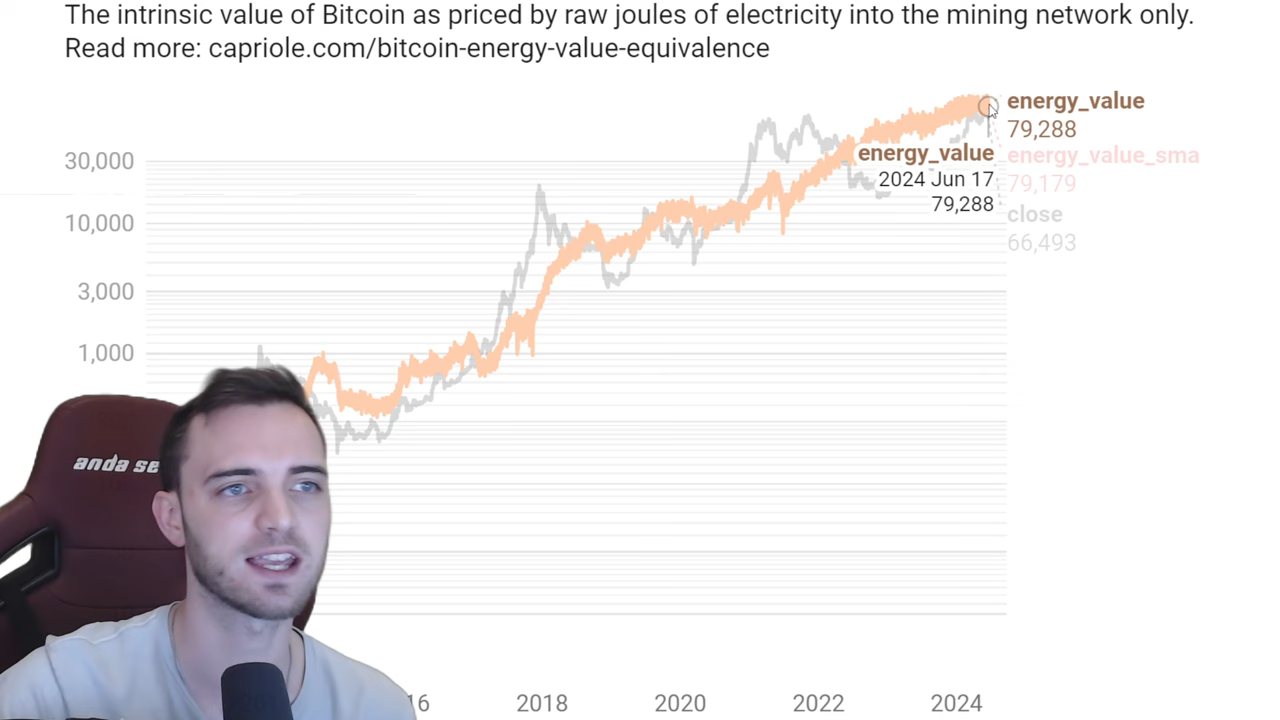 The intrinsic value of Bitcoin as priced by raw joules of electricity into the mining network only.
Read more: capriole.com/bitcoin-energy-value-equivalence
energy_value
79,288
energy_value
2024 Jun 17
79,288
energy_value_sma
79,179
close
66,493
30,000
10,000
3,000
1,000
anda se
16
2018
2020
2022
2024